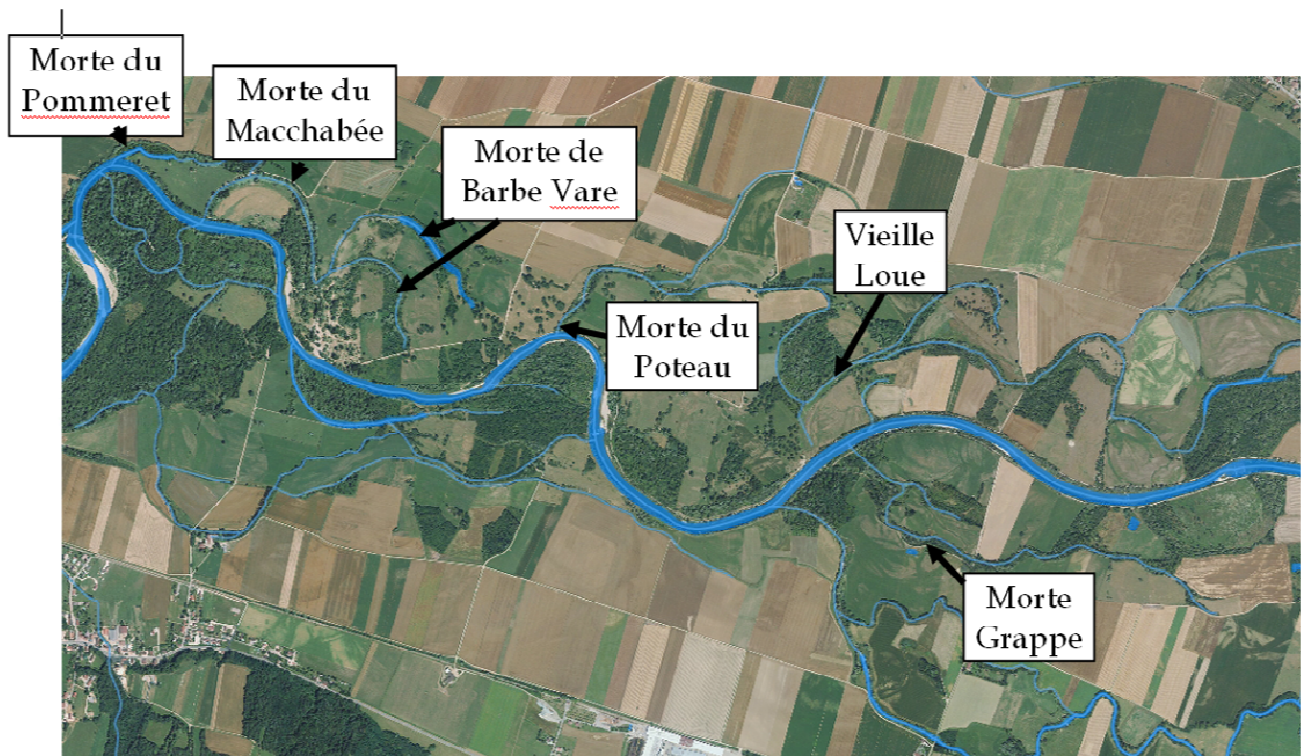 Morte du
Pommeret
Morte du
Macchabée
Morte de
Barbe Vare
Vieille
Loue
Morte du
Poteau
Morte
Grappe